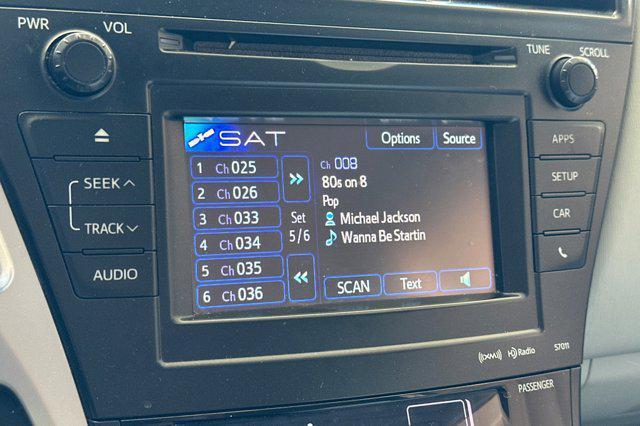 PWR VOL
TUNE SCROLL
SAT Options Source
1 Ch 025
2 Ch 026
3 Ch 033
4 Ch 034
5 Ch 035
6 Ch 036
Set
5/6
Ch 008
80s on 8
Pop
Michael Jackson
Wanna Be Startin
SCAN Text
SEEK
TRACK
AUDIO
APPS
SETUP
CAR
((XM)) HD Radio 57011
PASSENGER